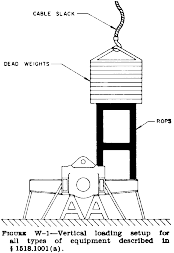 CABLE SLACK
DEAD WEIGHTS
ROPS
FIGURE W-1—Vertical loading setup for
all types of equipment described in
§ 1518.1001(a).